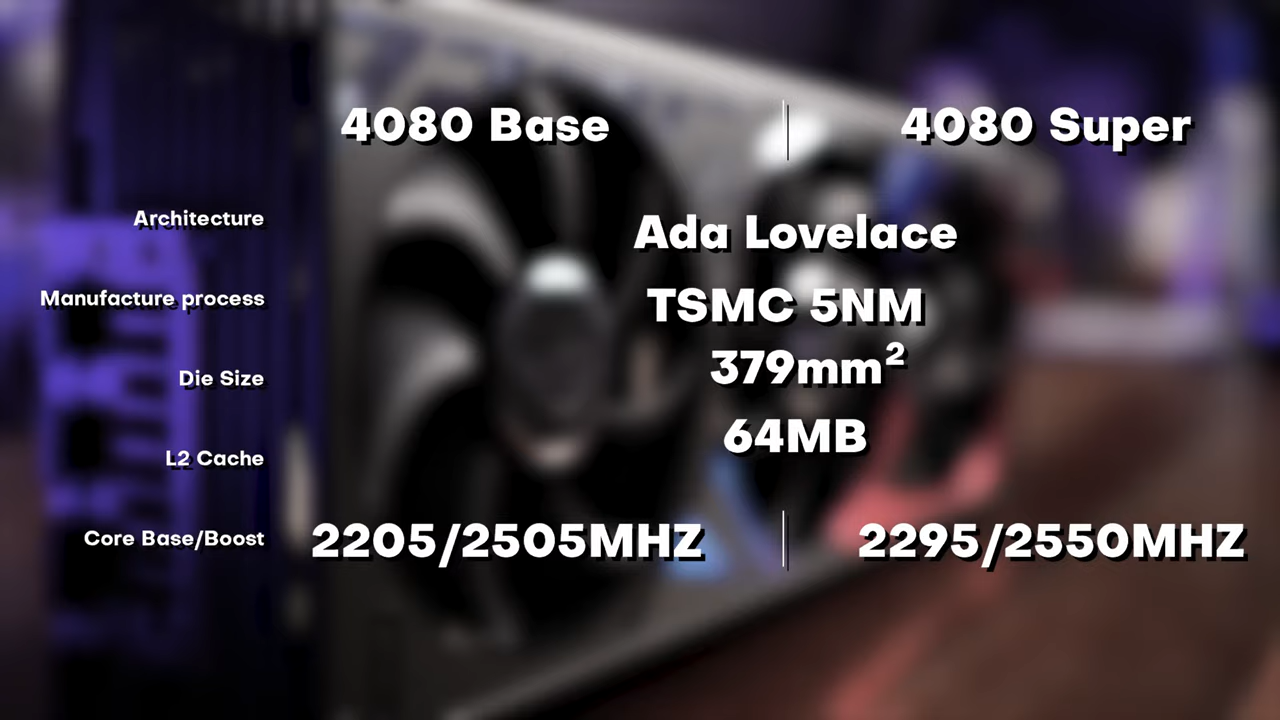 4080 Base | 4080 Super
Architecture Ada Lovelace
Manufacture process TSMC 5NM
Die Size 379mm²
L2 Cache 64MB
Core Base/Boost 2205/2505MHZ | 2295/2550MHZ